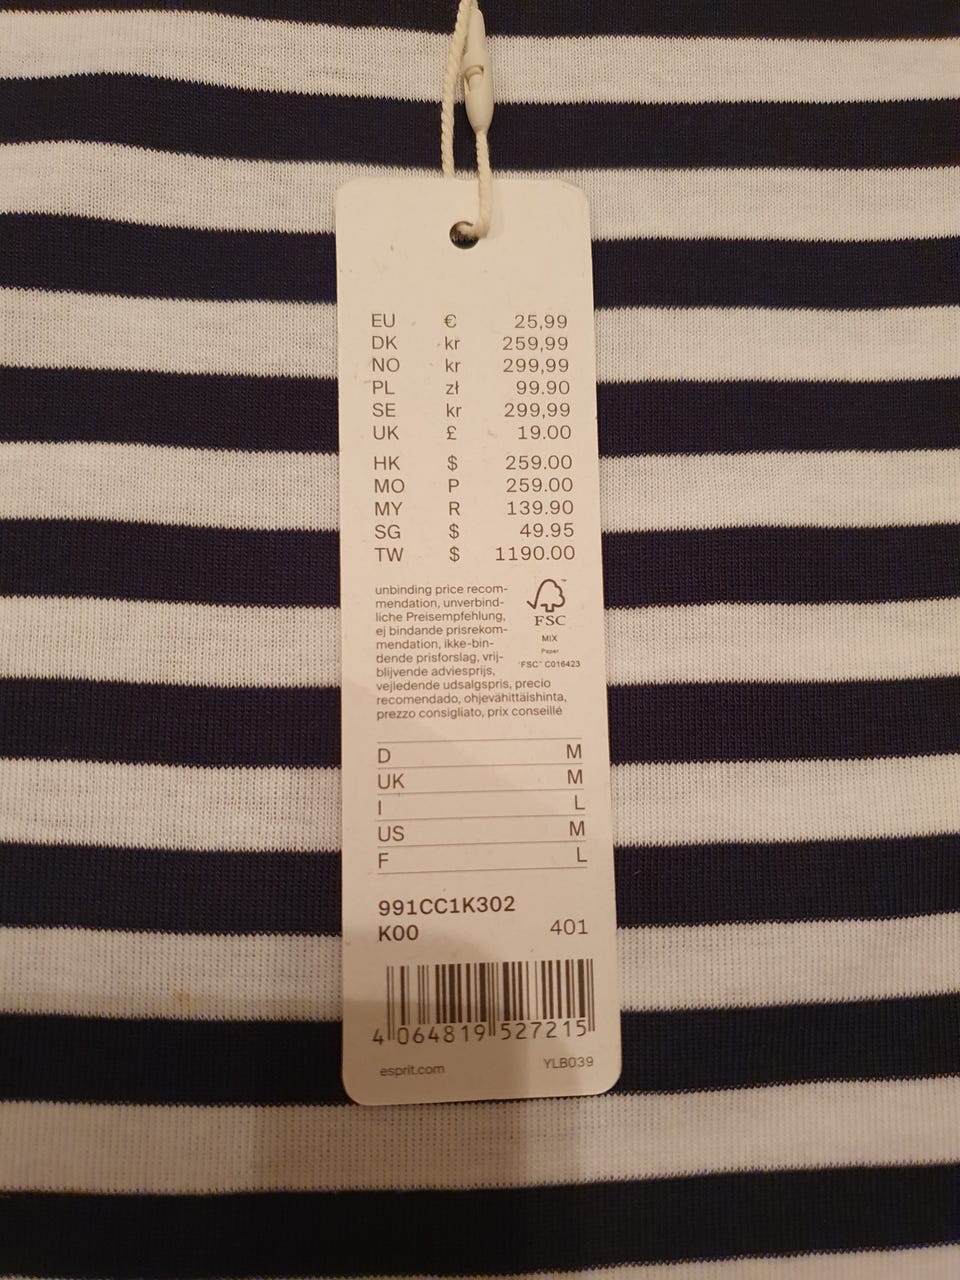 EU € 25,99
DK kr 259,99
NO kr 299,99
PL zł 99.90
SE kr 299,99
UK £ 19.00
HK $ 259.00
MO P 259.00
MY R 139.90
SG $ 49.95
TW $ 1190.00
unbinding price recom-
mendation, unverbind-
liche Preisempfehlung,
ej bindande prisrekom-
mendation, ikke-bin-
dende prisforslag, vrij-
blijvende adviesprijs,
vejledende udsalgspris, precio
recomendado, ohjevähittäishinta,
prezzo consigliato, prix conseillé
™
FSC
MIX
Paper
FSC® C016423
D M
UK M
I L
US M
F L
991CC1K302
K00 401
4 064819 527215
esprit.com YLB039